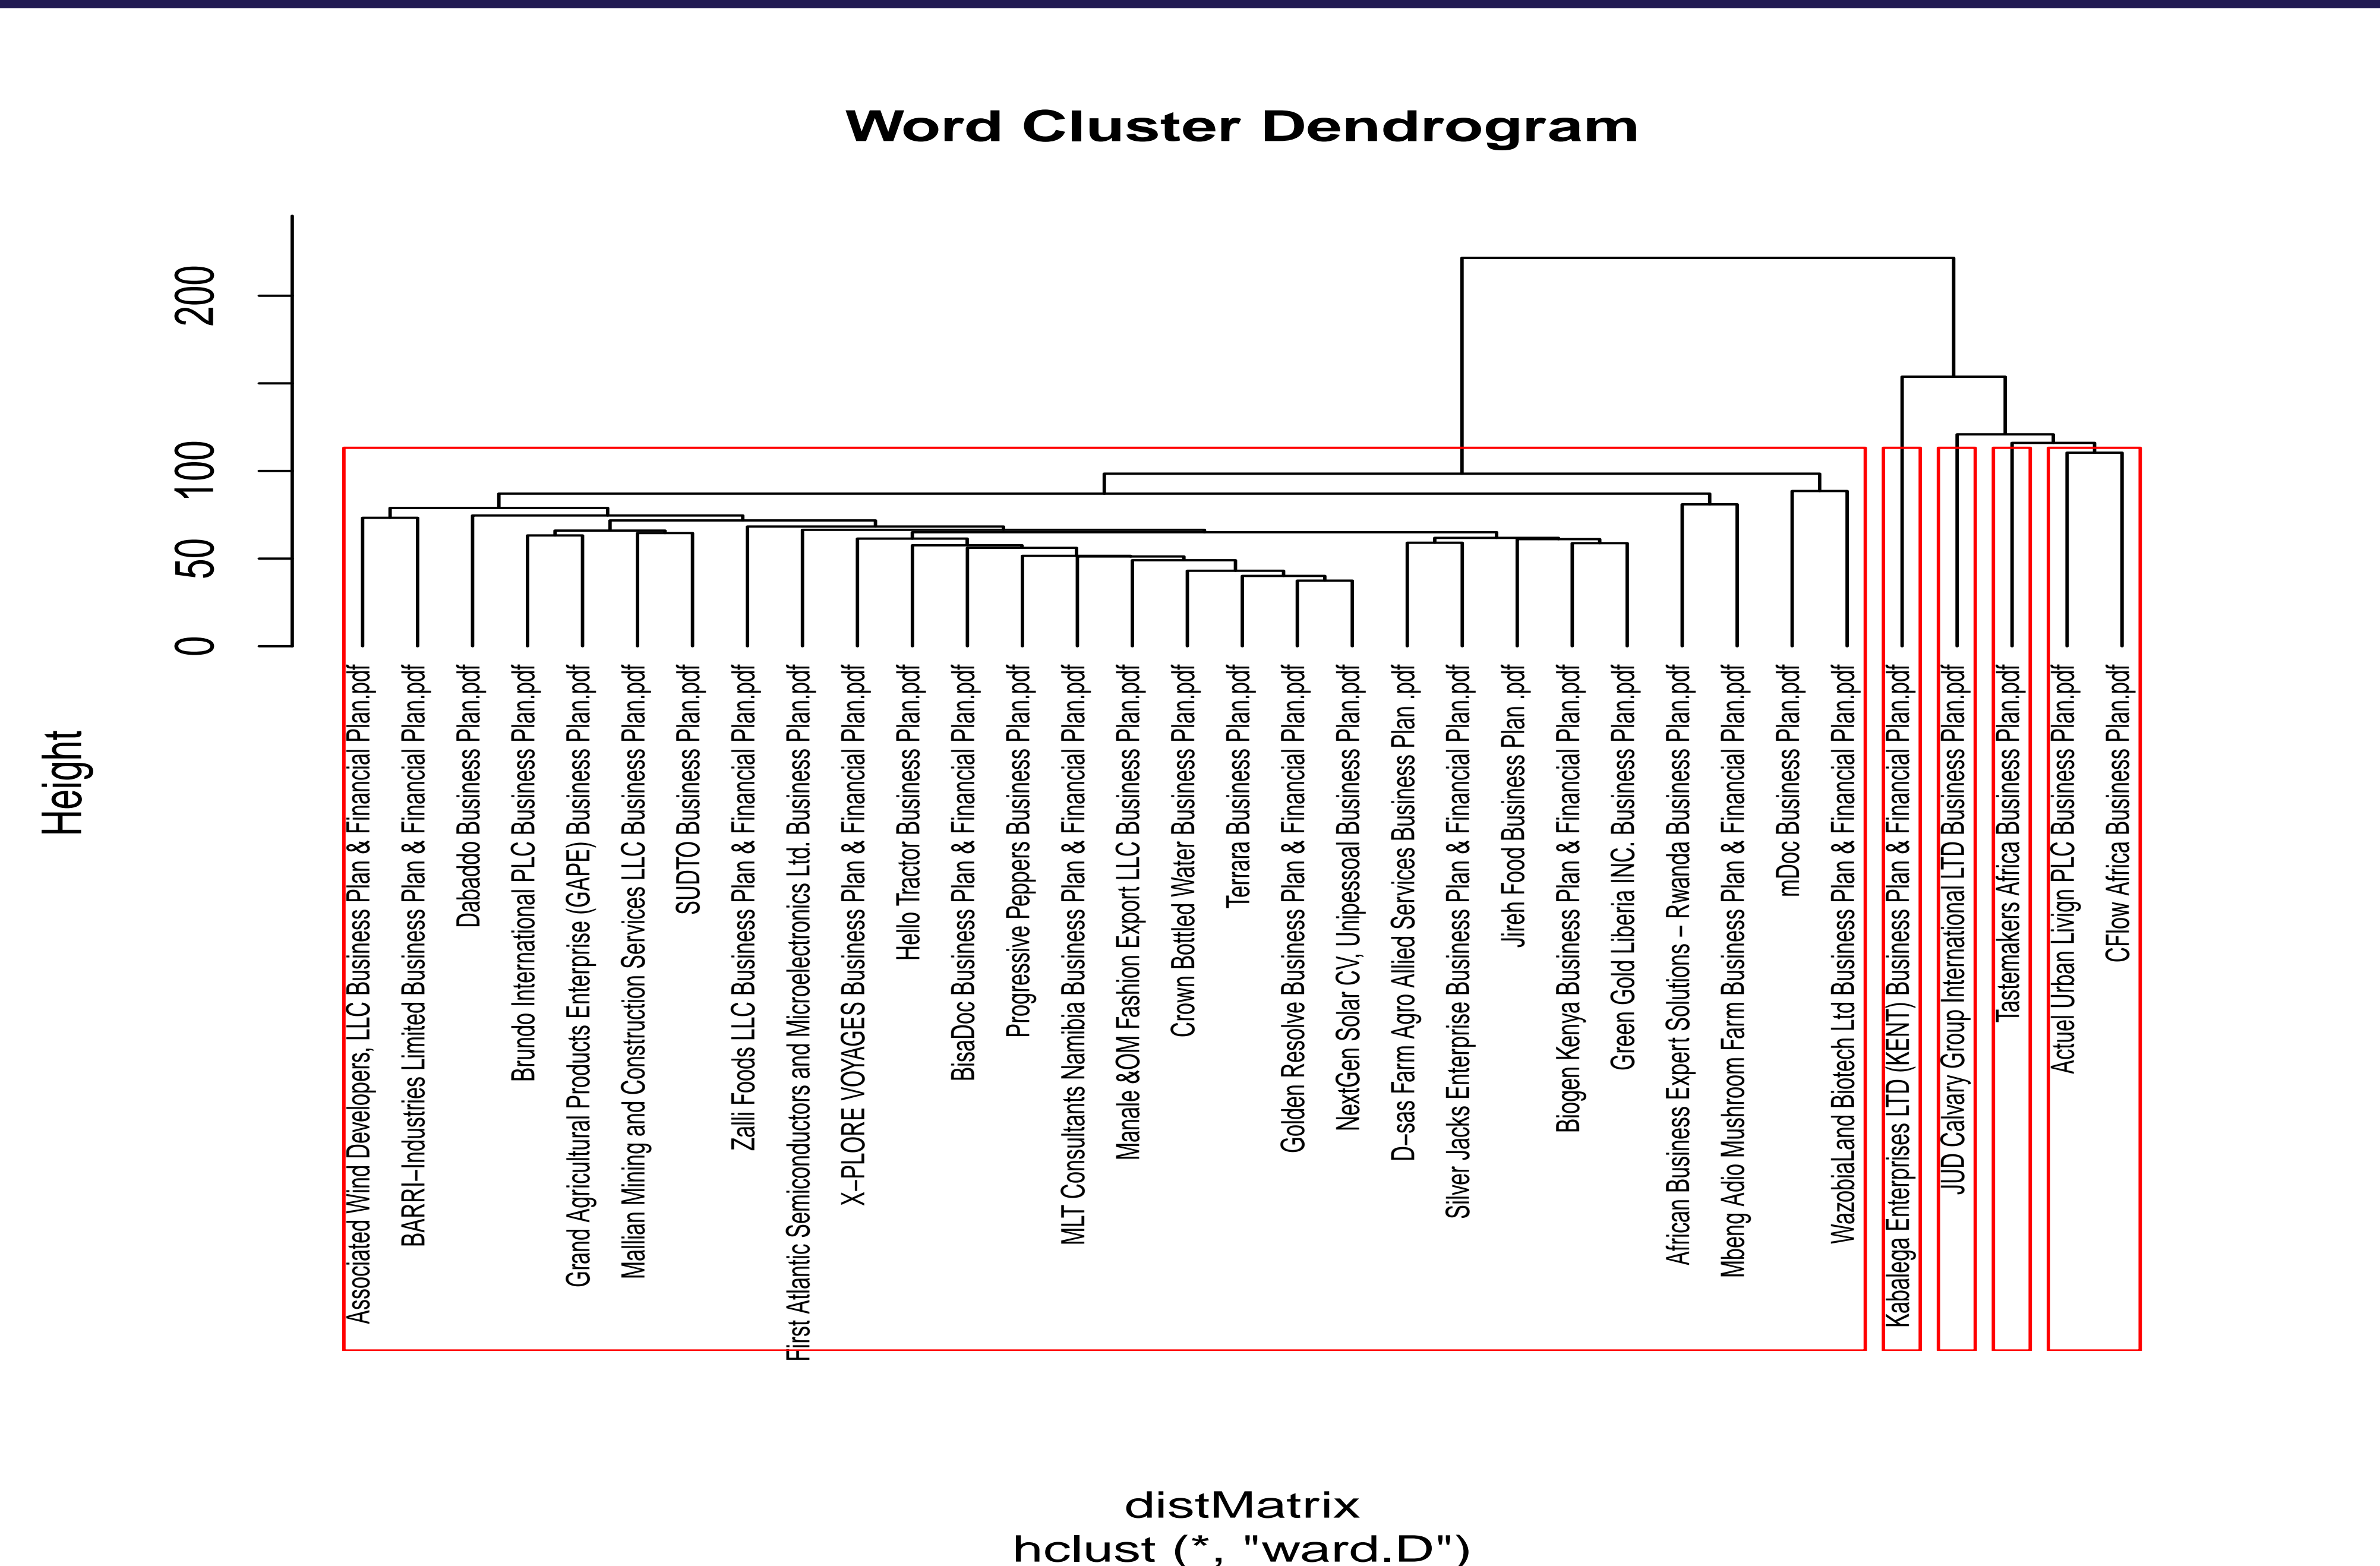 Word Cluster Dendrogram
Height
200
100
50
0
Associated Wind Developers, LLC Business Plan & Financial Plan.pdf
BARRI−Industries Limited Business Plan & Financial Plan.pdf
Dabaddo Business Plan.pdf
Brundo International PLC Business Plan.pdf
Grand Agricultural Products Enterprise (GAPE) Business Plan.pdf
Mallian Mining and Construction Services LLC Business Plan.pdf
SUDTO Business Plan.pdf
Zalli Foods LLC Business Plan & Financial Plan.pdf
First Atlantic Semiconductors and Microelectronics Ltd. Business Plan.pdf
X−PLORE VOYAGES Business Plan & Financial Plan.pdf
Hello Tractor Business Plan.pdf
BisaDoc Business Plan & Financial Plan.pdf
Progressive Peppers Business Plan.pdf
MLT Consultants Namibia Business Plan & Financial Plan.pdf
Manale &OM Fashion Export LLC Business Plan.pdf
Crown Bottled Water Business Plan.pdf
Terrara Business Plan.pdf
Golden Resolve Business Plan & Financial Plan.pdf
NextGen Solar CV, Unipessoal Business Plan.pdf
D−sas Farm Agro Allied Services Business Plan .pdf
Silver Jacks Enterprise Business Plan & Financial Plan.pdf
Jireh Food Business Plan .pdf
Biogen Kenya Business Plan & Financial Plan.pdf
Green Gold Liberia INC. Business Plan.pdf
African Business Expert Solutions − Rwanda Business Plan.pdf
Mbeng Adio Mushroom Farm Business Plan & Financial Plan.pdf
mDoc Business Plan.pdf
WazobiaLand Biotech Ltd Business Plan & Financial Plan.pdf
Kabalega Enterprises LTD (KENT) Business Plan & Financial Plan.pdf
JUD Calvary Group International LTD Business Plan.pdf
Tastemakers Africa Business Plan.pdf
Actuel Urban Livign PLC Business Plan.pdf
CFlow Africa Business Plan.pdf
distMatrix
hclust (*, "ward.D")